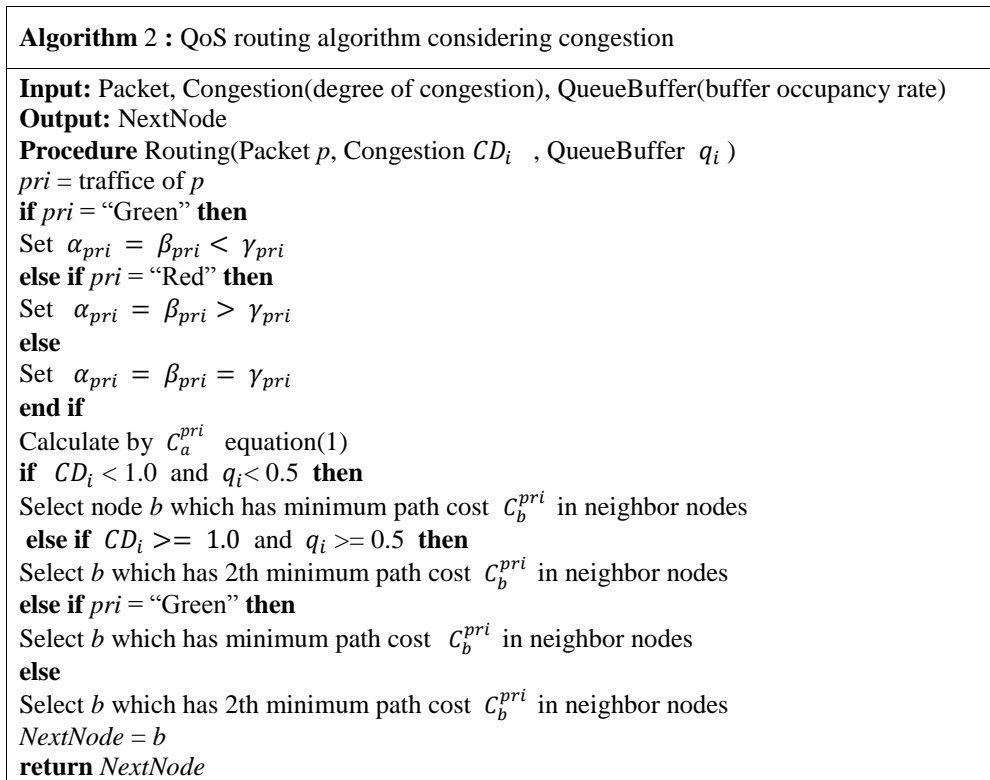 Algorithm 2 : QoS routing algorithm considering congestion
Input: Packet, Congestion(degree of congestion), QueueBuffer(buffer occupancy rate)
Output: NextNode
Procedure Routing(Packet p, Congestion CD_i , QueueBuffer q_i )
pri = traffice of p
if pri = “Green” then
Set α_pri = β_pri < γ_pri
else if pri = “Red” then
Set α_pri = β_pri > γ_pri
else
Set α_pri = β_pri = γ_pri
end if
Calculate by C_a^pri equation(1)
if CD_i < 1.0 and q_i< 0.5 then
Select node b which has minimum path cost C_b^pri in neighbor nodes
else if CD_i >= 1.0 and q_i >= 0.5 then
Select b which has 2th minimum path cost C_b^pri in neighbor nodes
else if pri = “Green” then
Select b which has minimum path cost C_b^pri in neighbor nodes
else
Select b which has 2th minimum path cost C_b^pri in neighbor nodes
NextNode = b
return NextNode